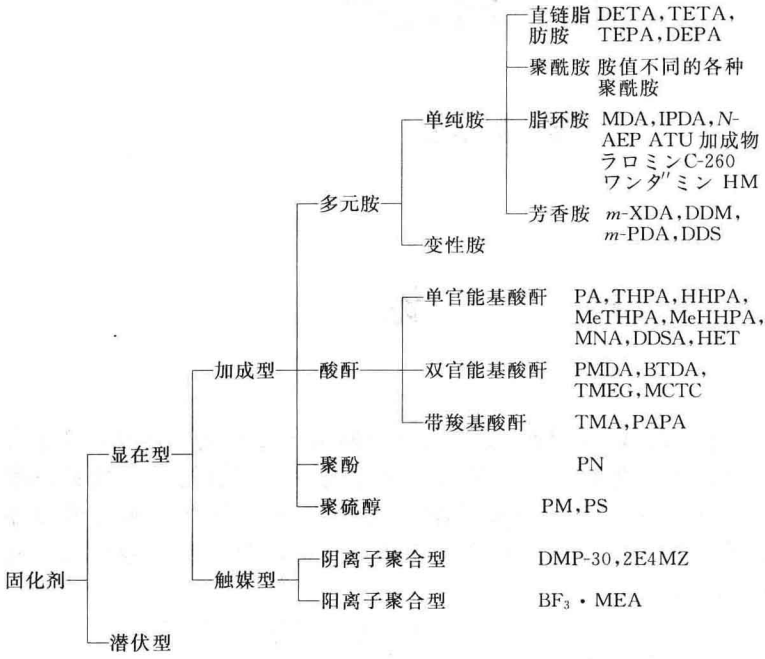 直链脂 DETA,TETA,
肪胺 TEPA,DEPA
聚酰胺 胺值不同的各种
聚酰胺
单纯胺
脂环胺 MDA,IPDA,N-
AEP ATU 加成物
ラロミンC-260
ワンダミン HM
多元胺
芳香胺 m-XDA,DDM,
m-PDA,DDS
变性胺
单官能基酸酐 PA,THPA,HHPA,
MeTHPA,MeHHPA,
MNA,DDSA,HET
加成型
酸酐
双官能基酸酐 PMDA,BTDA,
TMEG,MCTC
带羧基酸酐 TMA,PAPA
显在型
聚酚 PN
聚硫醇 PM,PS
固化剂
触媒型
阴离子聚合型 DMP-30,2E4MZ
阳离子聚合型 BF₃・MEA
潜伏型